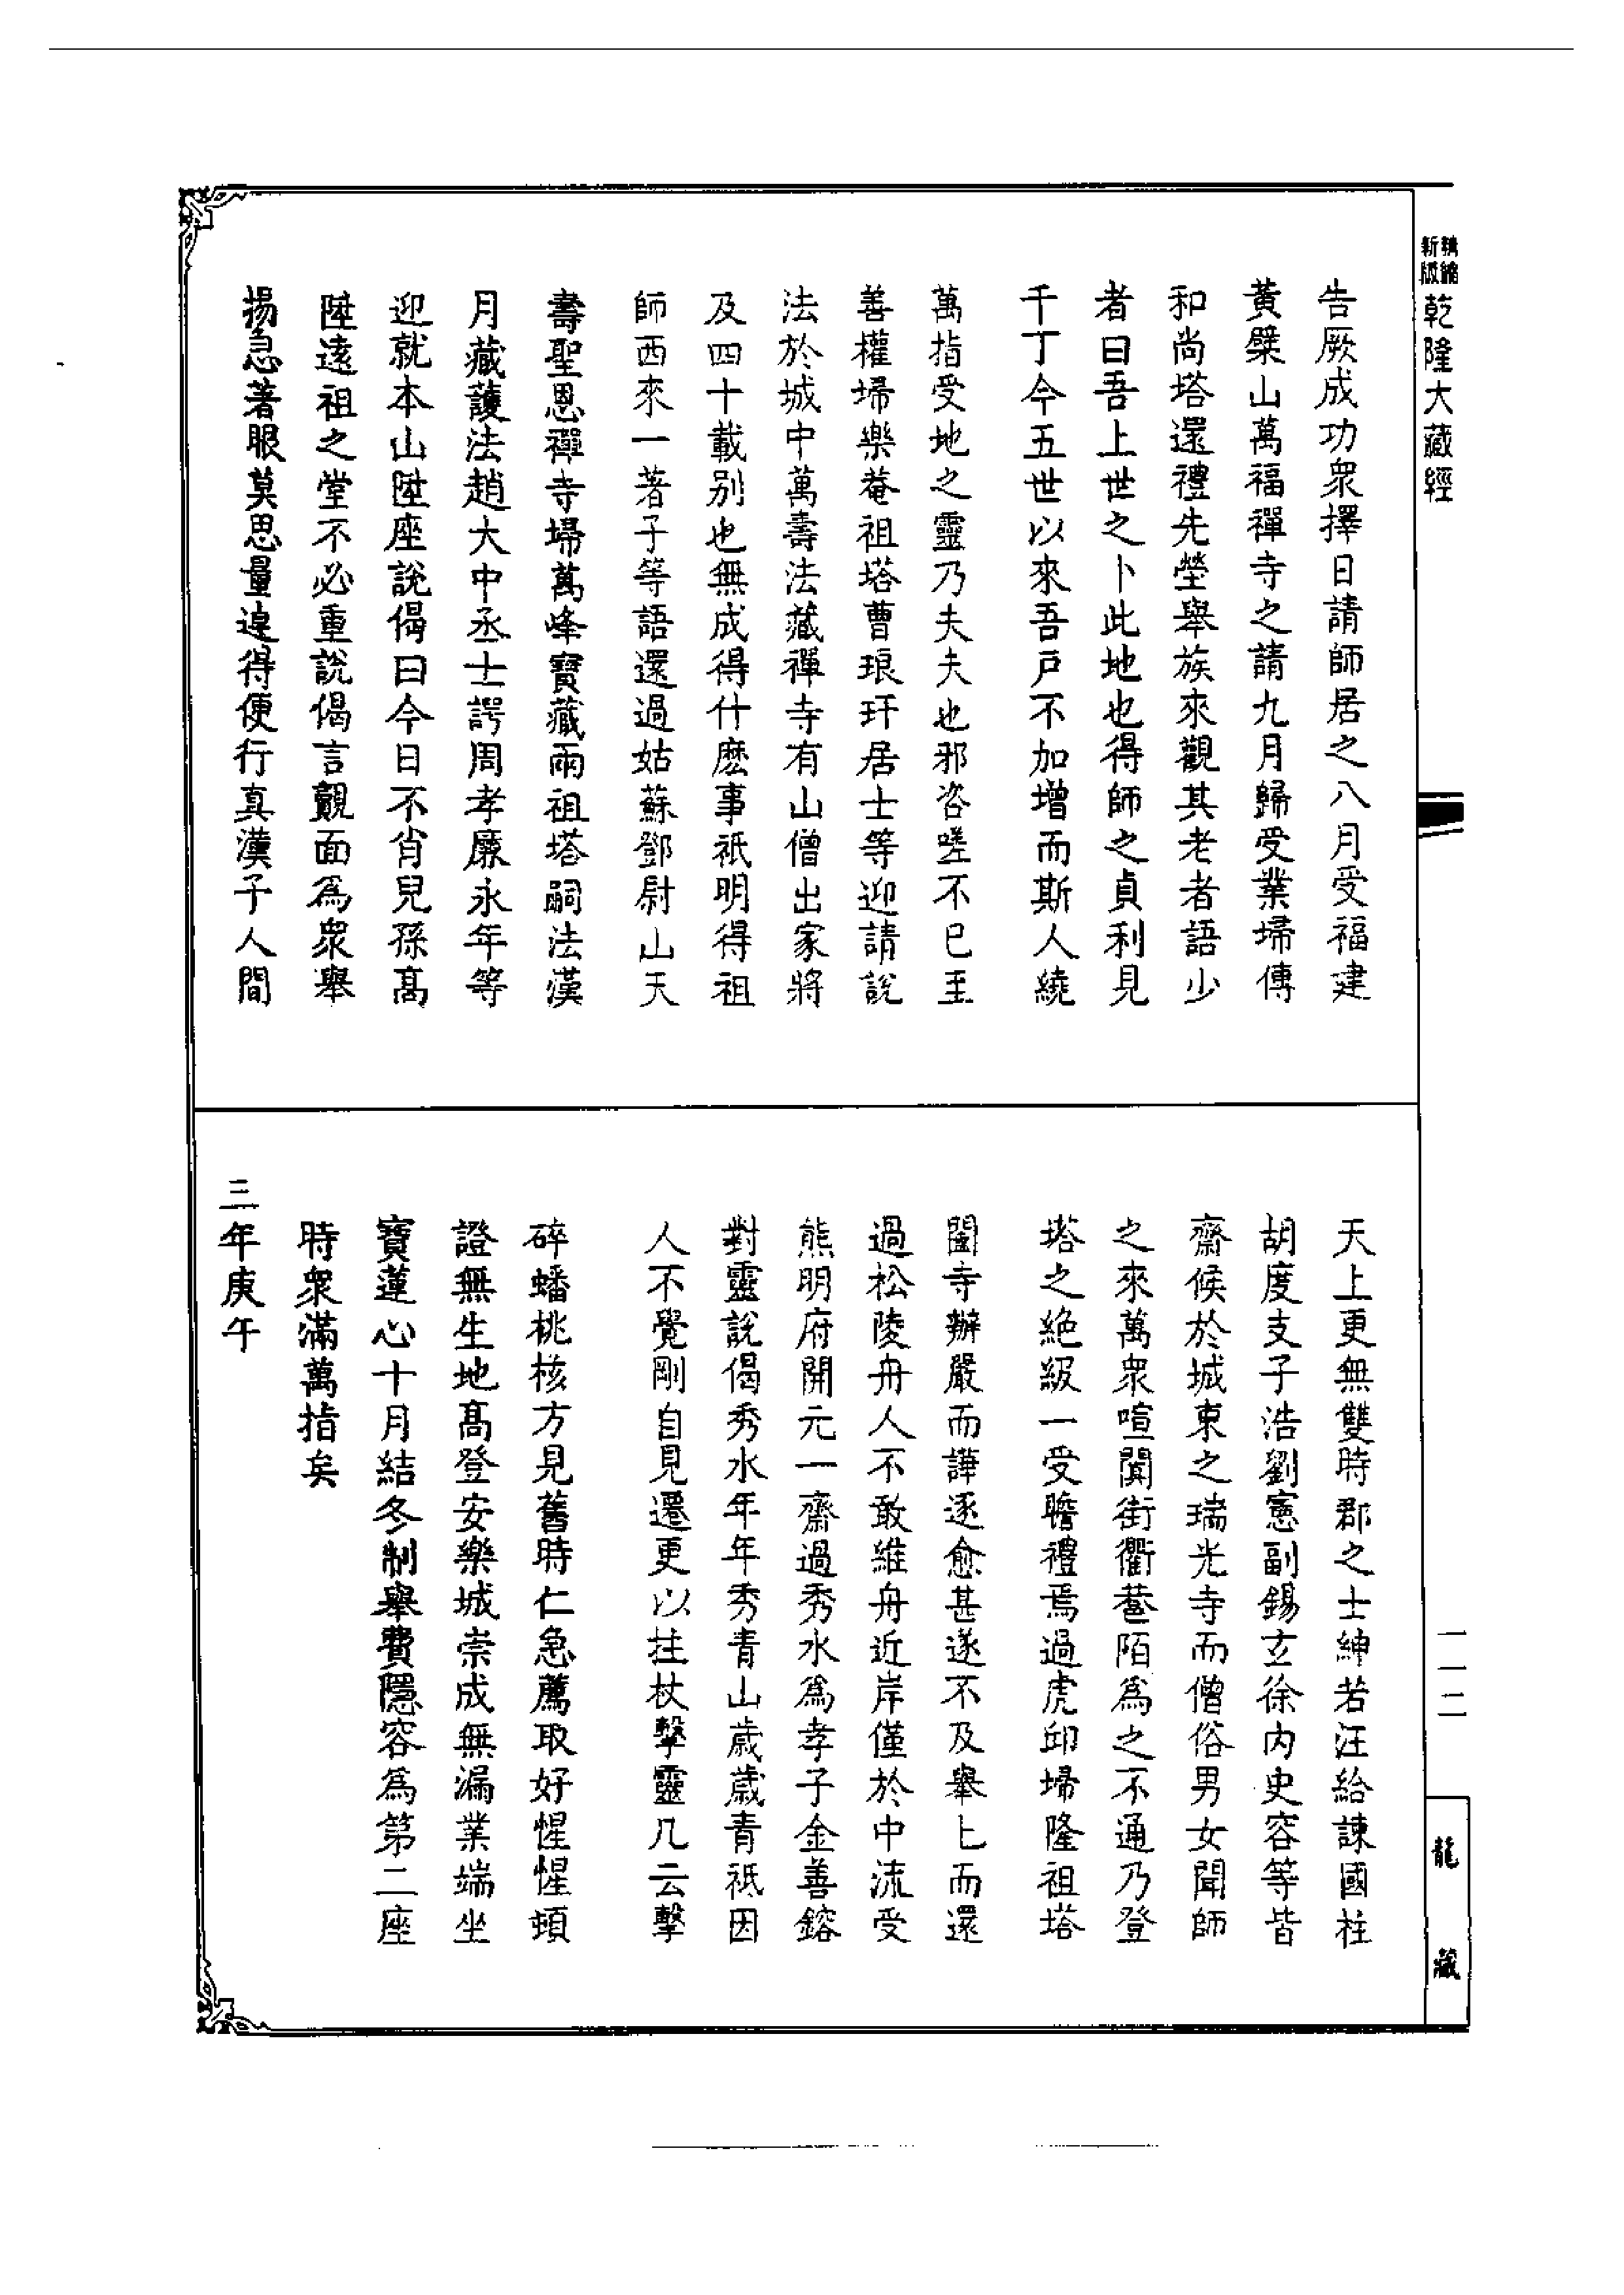 精縮新版
乾隆大藏經
告厥成功衆擇日請師居之八月受福建
黃檗山萬福禪寺之請九月歸受業埽傳
和尚塔還禮先塋舉族來觀其老者語少
者曰吾上世之卜此地也得師之貞利見
千丁今五世以來吾戶不加增而斯人繞
萬指受地之靈乃夫夫也邪咨嗟不已至
善權埽樂菴祖塔曹琅玕居士等迎請說
法於城中萬壽法藏禪寺有山僧出家將
及四十載别也無成得什麽事祇明得祖
師西來一著子等語還過姑蘇鄧尉山天
壽聖恩禪寺埽萬峰寶藏兩祖塔嗣法漢
月藏護法趙大中丞士諤周孝廉永年等
迎就本山陞座說偈曰今日不肖兒孫髙
陞遠祖之堂不必重說偈言覿面爲衆舉
揚急著眼莫思量違得便行真漢子人間
天上更無雙時郡之士紳若汪給諫國柱
胡度支子浩劉憲副錫玄徐内史容等皆
齋候於城東之瑞光寺而僧俗男女聞師
之來萬衆喧闐街衢巷陌爲之不通乃登
塔之絶級一受瞻禮焉過虎邱埽隆祖塔
闔寺辦嚴而譁逐愈甚遂不及舉匕而還
過松陵舟人不敢維舟近岸僅於中流受
熊明府開元一齋過秀水爲孝子金善鎔
對靈說偈秀水年年秀青山歲歲青祇因
人不覺剛自見遷更以拄杖擊靈几云擊
碎蟠桃核方見舊時仁急薦取好惺惺頓
證無生地髙登安樂城崇成無漏業端坐
寶蓮心十月結冬制舉費隱容爲第二座
時衆滿萬指矣
三年庚午
一一二
龍藏